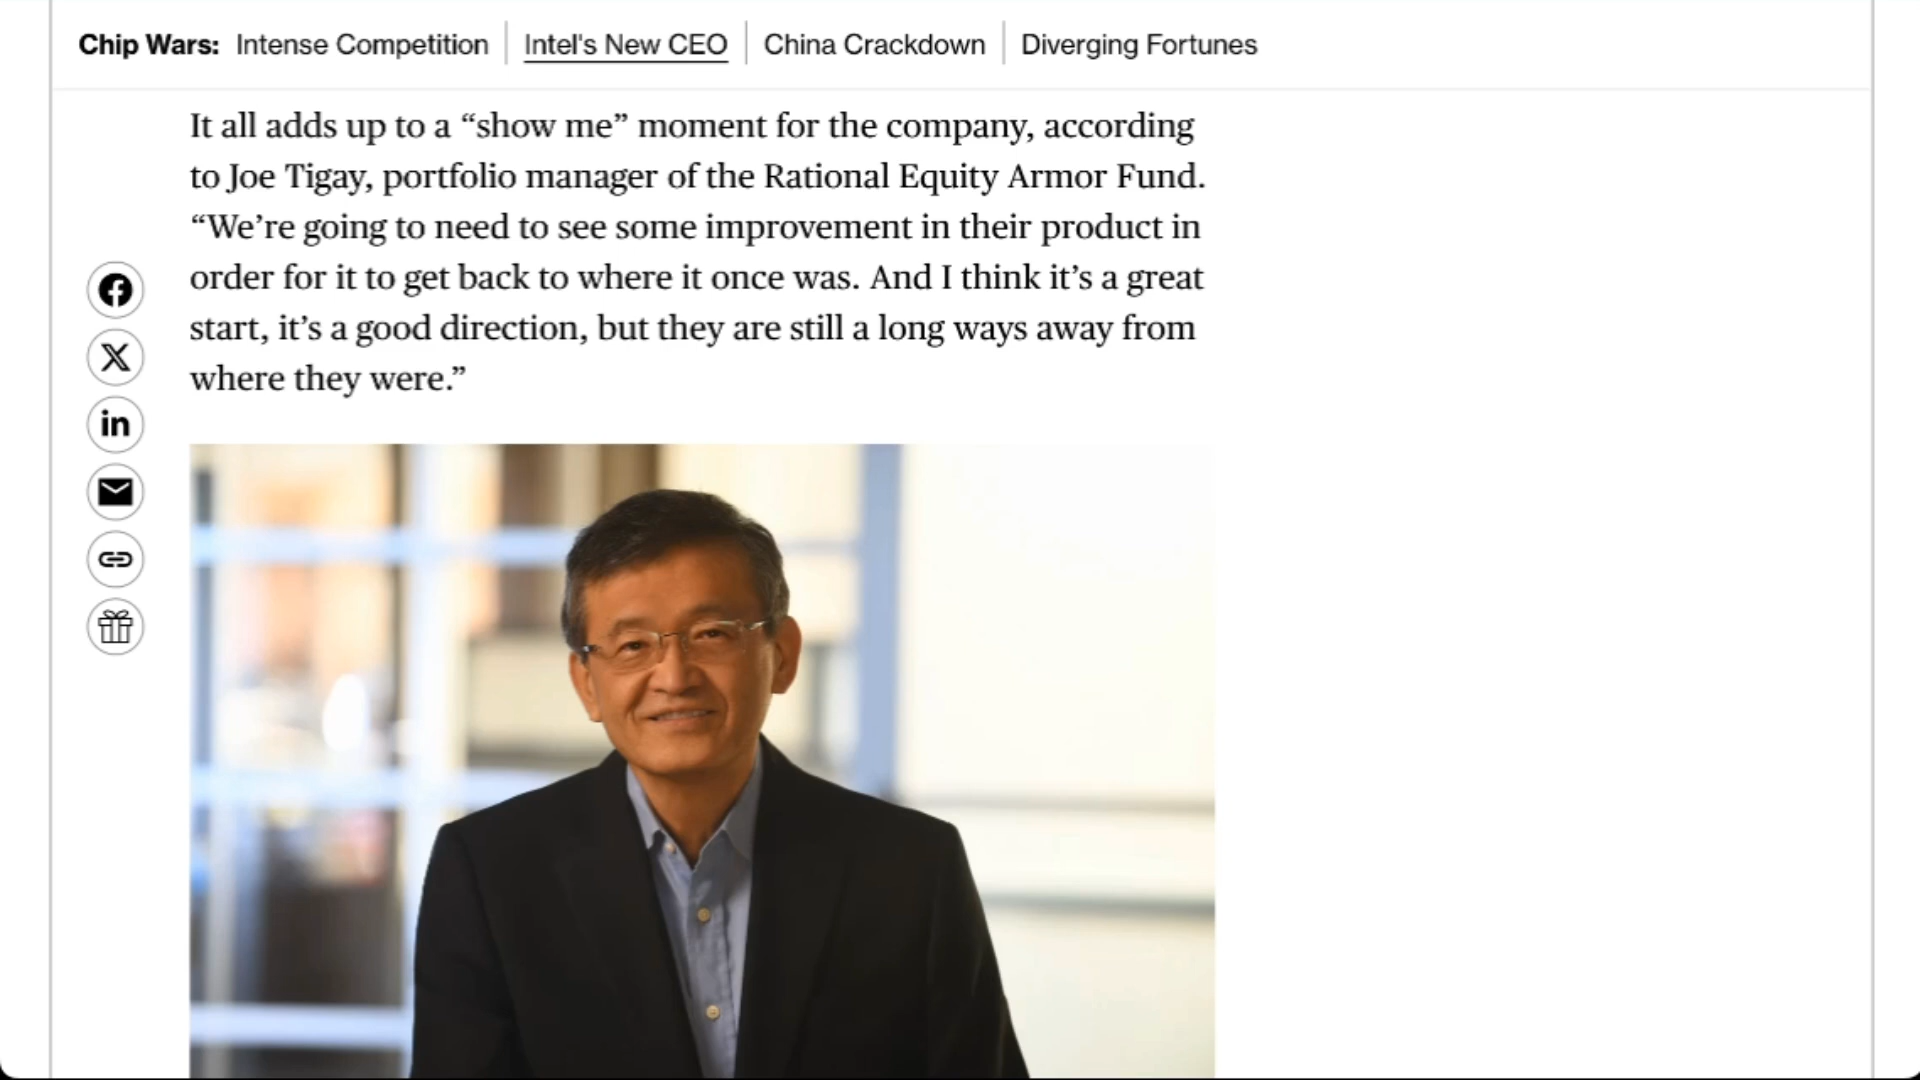 Chip Wars: Intense Competition Intel's New CEO China Crackdown Diverging Fortunes
It all adds up to a “show me” moment for the company, according
to Joe Tigay, portfolio manager of the Rational Equity Armor Fund.
“We’re going to need to see some improvement in their product in
order for it to get back to where it once was. And I think it’s a great
start, it’s a good direction, but they are still a long ways away from
where they were.”